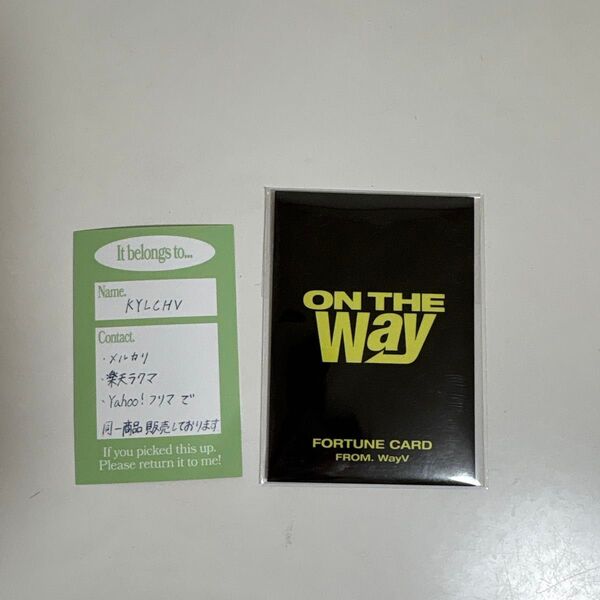 It belongs to...
Name.
KYLCHV
Contact.
・メルカリ
・楽天ラクマ
・Yahoo!フリマ で
同一商品販売しております
If you picked this up.
Please return it to me!
ON THE
Way
FORTUNE CARD
FROM. WayV